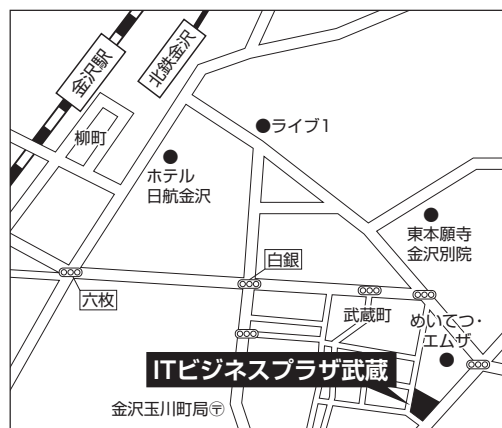 金沢駅
北鉄金沢
柳町
ライブ1
ホテル
日航金沢
東本願寺
金沢別院
白銀
六枚
武蔵町
めいてつ・
エムザ
ITビジネスプラザ武蔵
金沢玉川町局〶